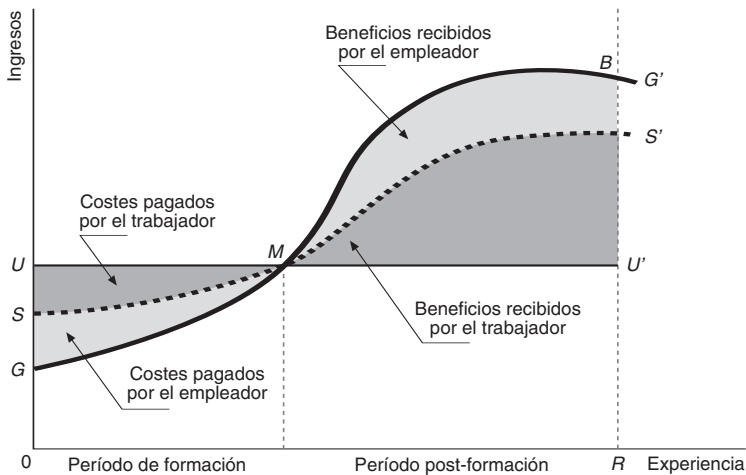 Ingresos
Beneficios recibidos
por el empleador
B
G'
S'
Costes pagados
por el trabajador
M
U
U'
S
Beneficios recibidos
por el trabajador
G
Costes pagados
por el empleador
0
Período de formación
Período post-formación
R
Experiencia